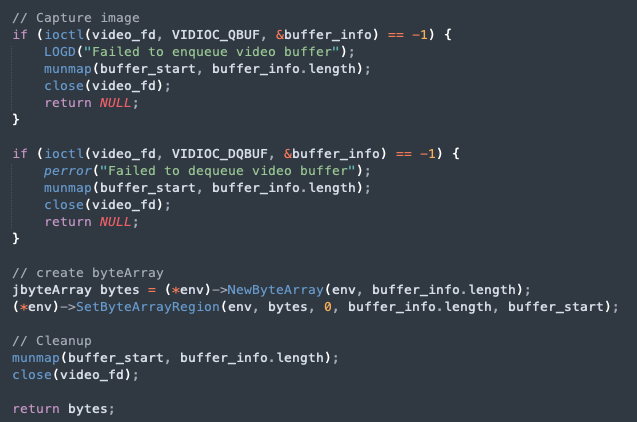 // Capture image
if (ioctl(video_fd, VIDIOC_QBUF, &buffer_info) == -1) {
    LOGD("Failed to enqueue video buffer");
    munmap(buffer_start, buffer_info.length);
    close(video_fd);
    return NULL;
}

if (ioctl(video_fd, VIDIOC_DQBUF, &buffer_info) == -1) {
    perror("Failed to dequeue video buffer");
    munmap(buffer_start, buffer_info.length);
    close(video_fd);
    return NULL;
}

// create byteArray
jbyteArray bytes = (*env)->NewByteArray(env, buffer_info.length);
(*env)->SetByteArrayRegion(env, bytes, 0, buffer_info.length, buffer_start);

// Cleanup
munmap(buffer_start, buffer_info.length);
close(video_fd);

return bytes;